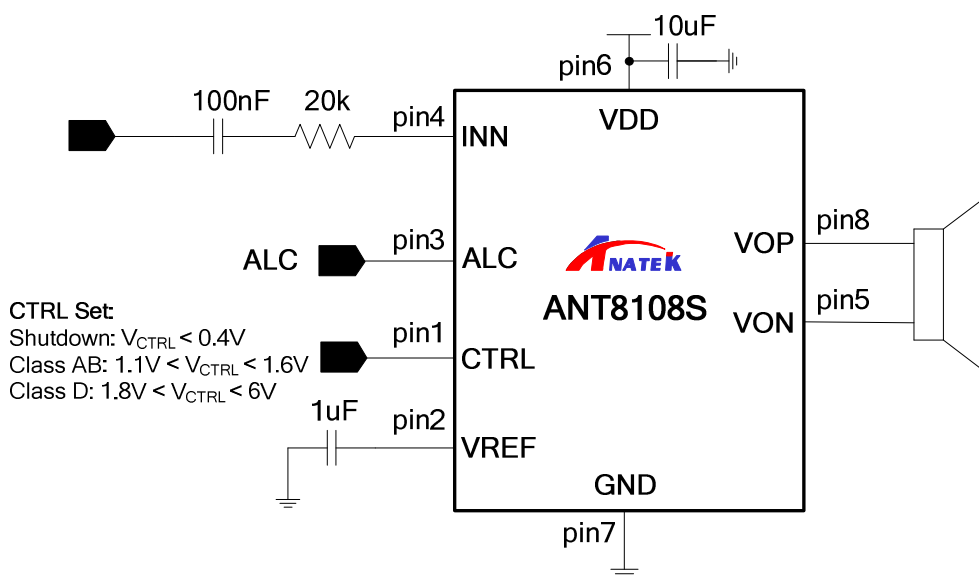 10uF
pin6
100nF
20k
pin4
VDD
INN
pin8
pin3
VOP
ALC
ALC
ANATEK
ANT8108S
pin5
CTRL Set:
VON
Shutdown: VCTRL < 0.4V
pin1
Class AB: 1.1V < VCTRL < 1.6V
CTRL
Class D: 1.8V < VCTRL < 6V
1uF
pin2
VREF
GND
pin7